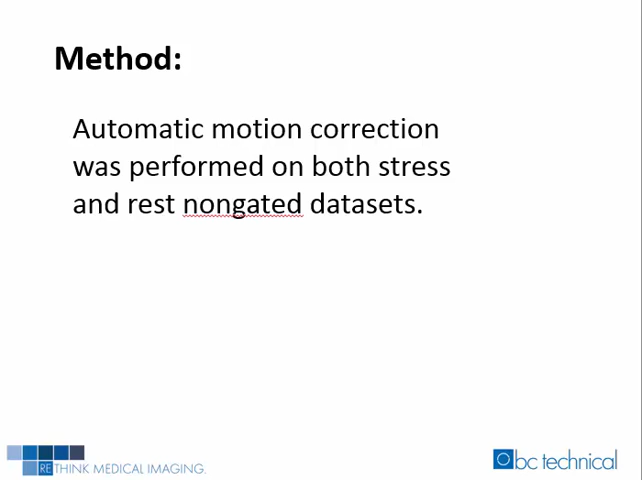 Method:
Automatic motion correction
was performed on both stress
and rest nongated datasets.
RETHINK MEDICAL IMAGING.
bc technical